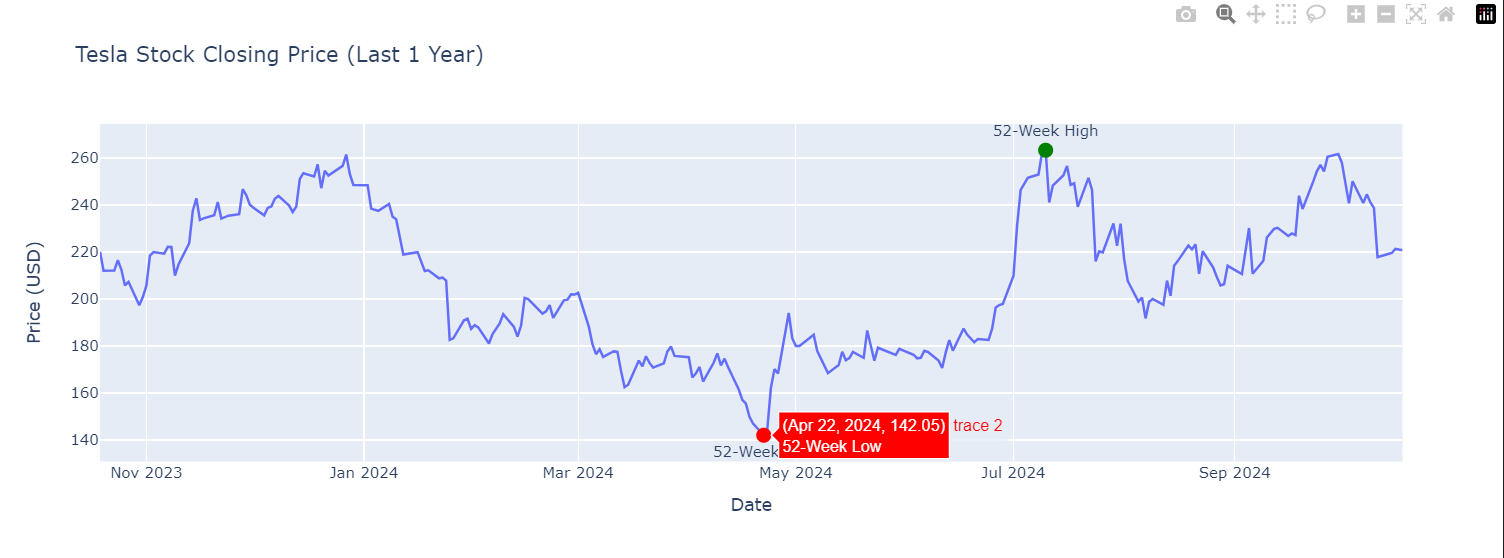 Tesla Stock Closing Price (Last 1 Year)
52-Week High
260
240
220
200
180
160
140
Price (USD)
(Apr 22, 2024, 142.05) trace 2
52-Week Low
52-Week
Nov 2023 Jan 2024 Mar 2024 May 2024 Jul 2024 Sep 2024
Date